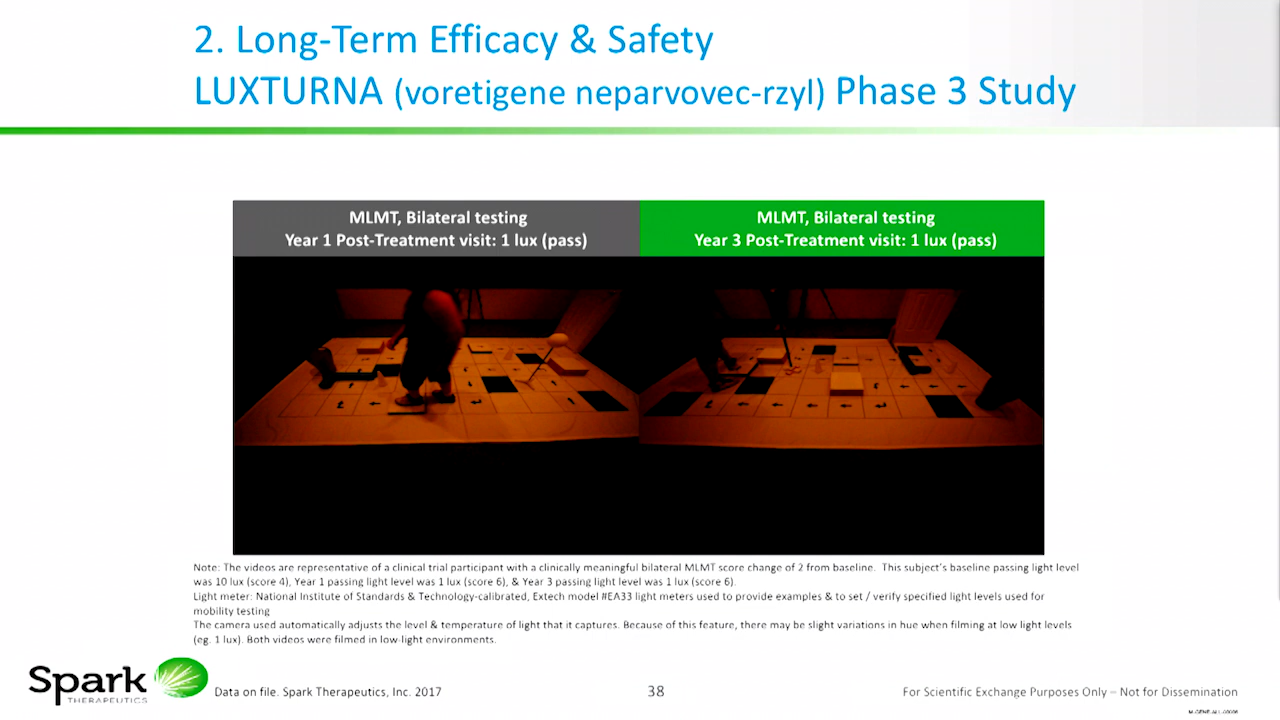 2. Long-Term Efficacy & Safety
LUXTURNA (voretigene neparvovec-rzyl) Phase 3 Study
MLMT, Bilateral testing
Year 1 Post-Treatment visit: 1 lux (pass)
MLMT, Bilateral testing
Year 3 Post-Treatment visit: 1 lux (pass)
Note: The videos are representative of a clinical trial participant with a clinically meaningful bilateral MLMT score change of 2 from baseline. This subject's baseline passing light level
was 10 lux (score 4), Year 1 passing light level was 1 lux (score 6), & Year 3 passing light level was 1 lux (score 6).
Light meter: National Institute of Standards & Technology-calibrated, Extech model #EA33 light meters used to provide examples & to set / verify specified light levels used for
mobility testing
The camera used automatically adjusts the level & temperature of light that it captures. Because of this feature, there may be slight variations in hue when filming at low light levels
(eg. 1 lux). Both videos were filmed in low-light environments.
Spark
THERAPEUTICS
Data on file. Spark Therapeutics, Inc. 2017
38
For Scientific Exchange Purposes Only – Not for Dissemination